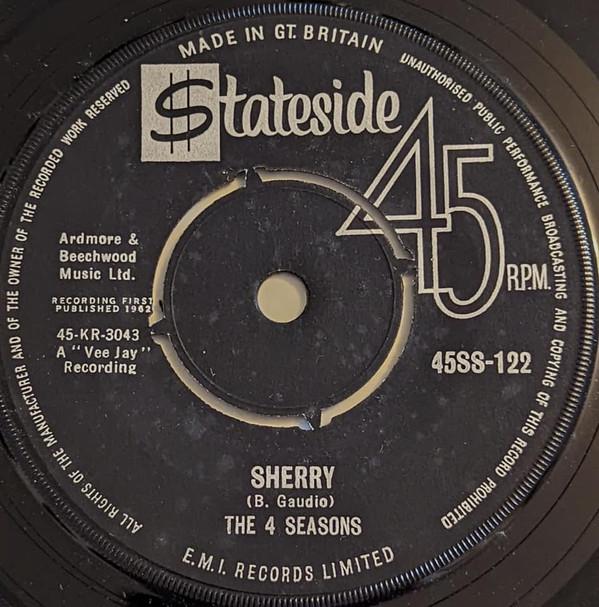 MADE IN GT. BRITAIN
UNAUTHORISED PUBLIC PERFORMANCE BROADCASTING AND COPYING OF THIS RECORD PROHIBITED
ALL RIGHTS OF THE MANUFACTURER AND OF THE OWNER OF THE RECORDED WORK RESERVED
$tateside
45
R.P.M.
Ardmore &
Beechwood
Music Ltd.
RECORDING FIRST
PUBLISHED 1962
45-KR-3043
A "Vee Jay"
Recording
45SS-122
SHERRY
(B. Gaudio)
THE 4 SEASONS
E.M.I. RECORDS LIMITED